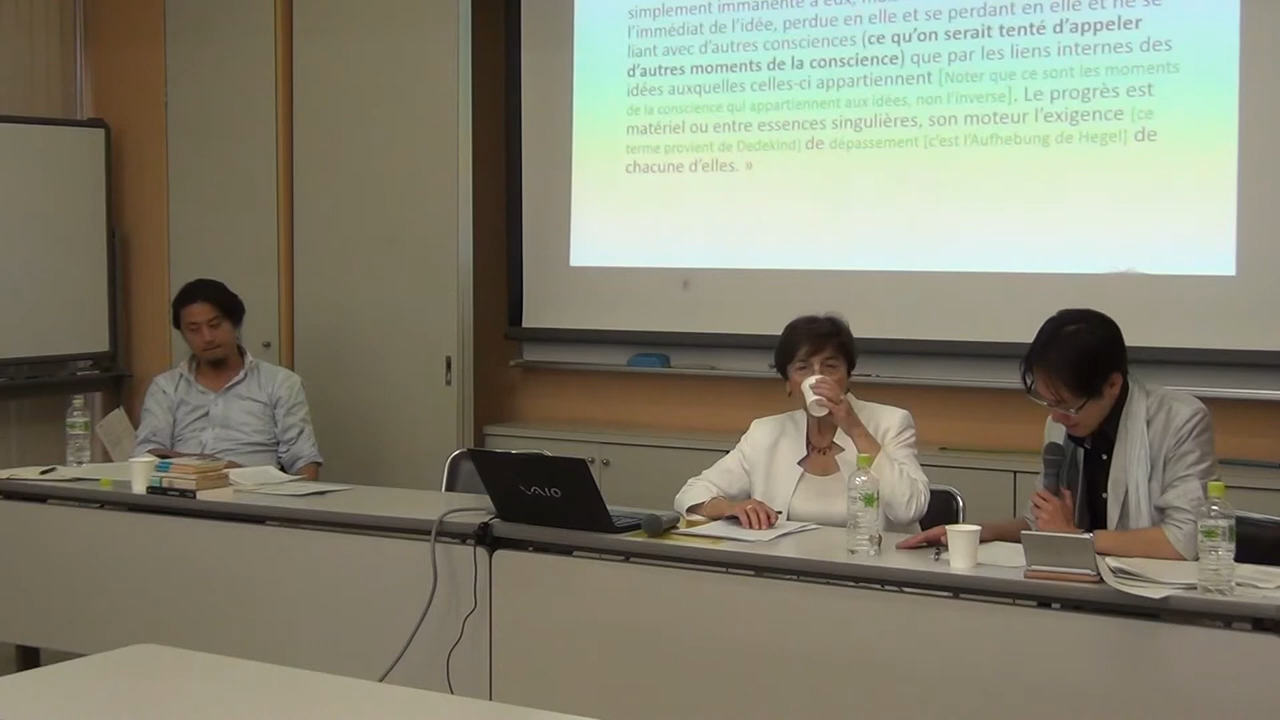 simplement immanente à eux,
l'immédiat de l'idée, perdue en elle et se perdant en elle et ne se
liant avec d'autres consciences (ce qu'on serait tenté d'appeler
d'autres moments de la conscience) que par les liens internes des
idées auxquelles celles-ci appartiennent [Noter que ce sont les moments
de la conscience qui appartiennent aux idées, non l'inverse]. Le progrès est
matériel ou entre essences singulières, son moteur l'exigence [ce
terme provient de Dedekind] de dépassement [c'est l'Aufhebung de Hegel] de
chacune d'elles. »
VAIO